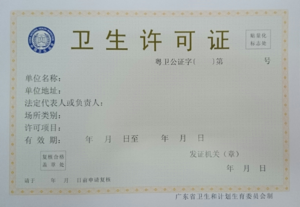 卫生许可证
粤卫公证字( )第 号
单位名称:
单位地址:
法定代表人或负责人:
场所类别:
许可项目:
有 效 期: 年 月 日至 年 月 日
发证机关(章)
年 月 日
广东省卫生和计划生育委员会制